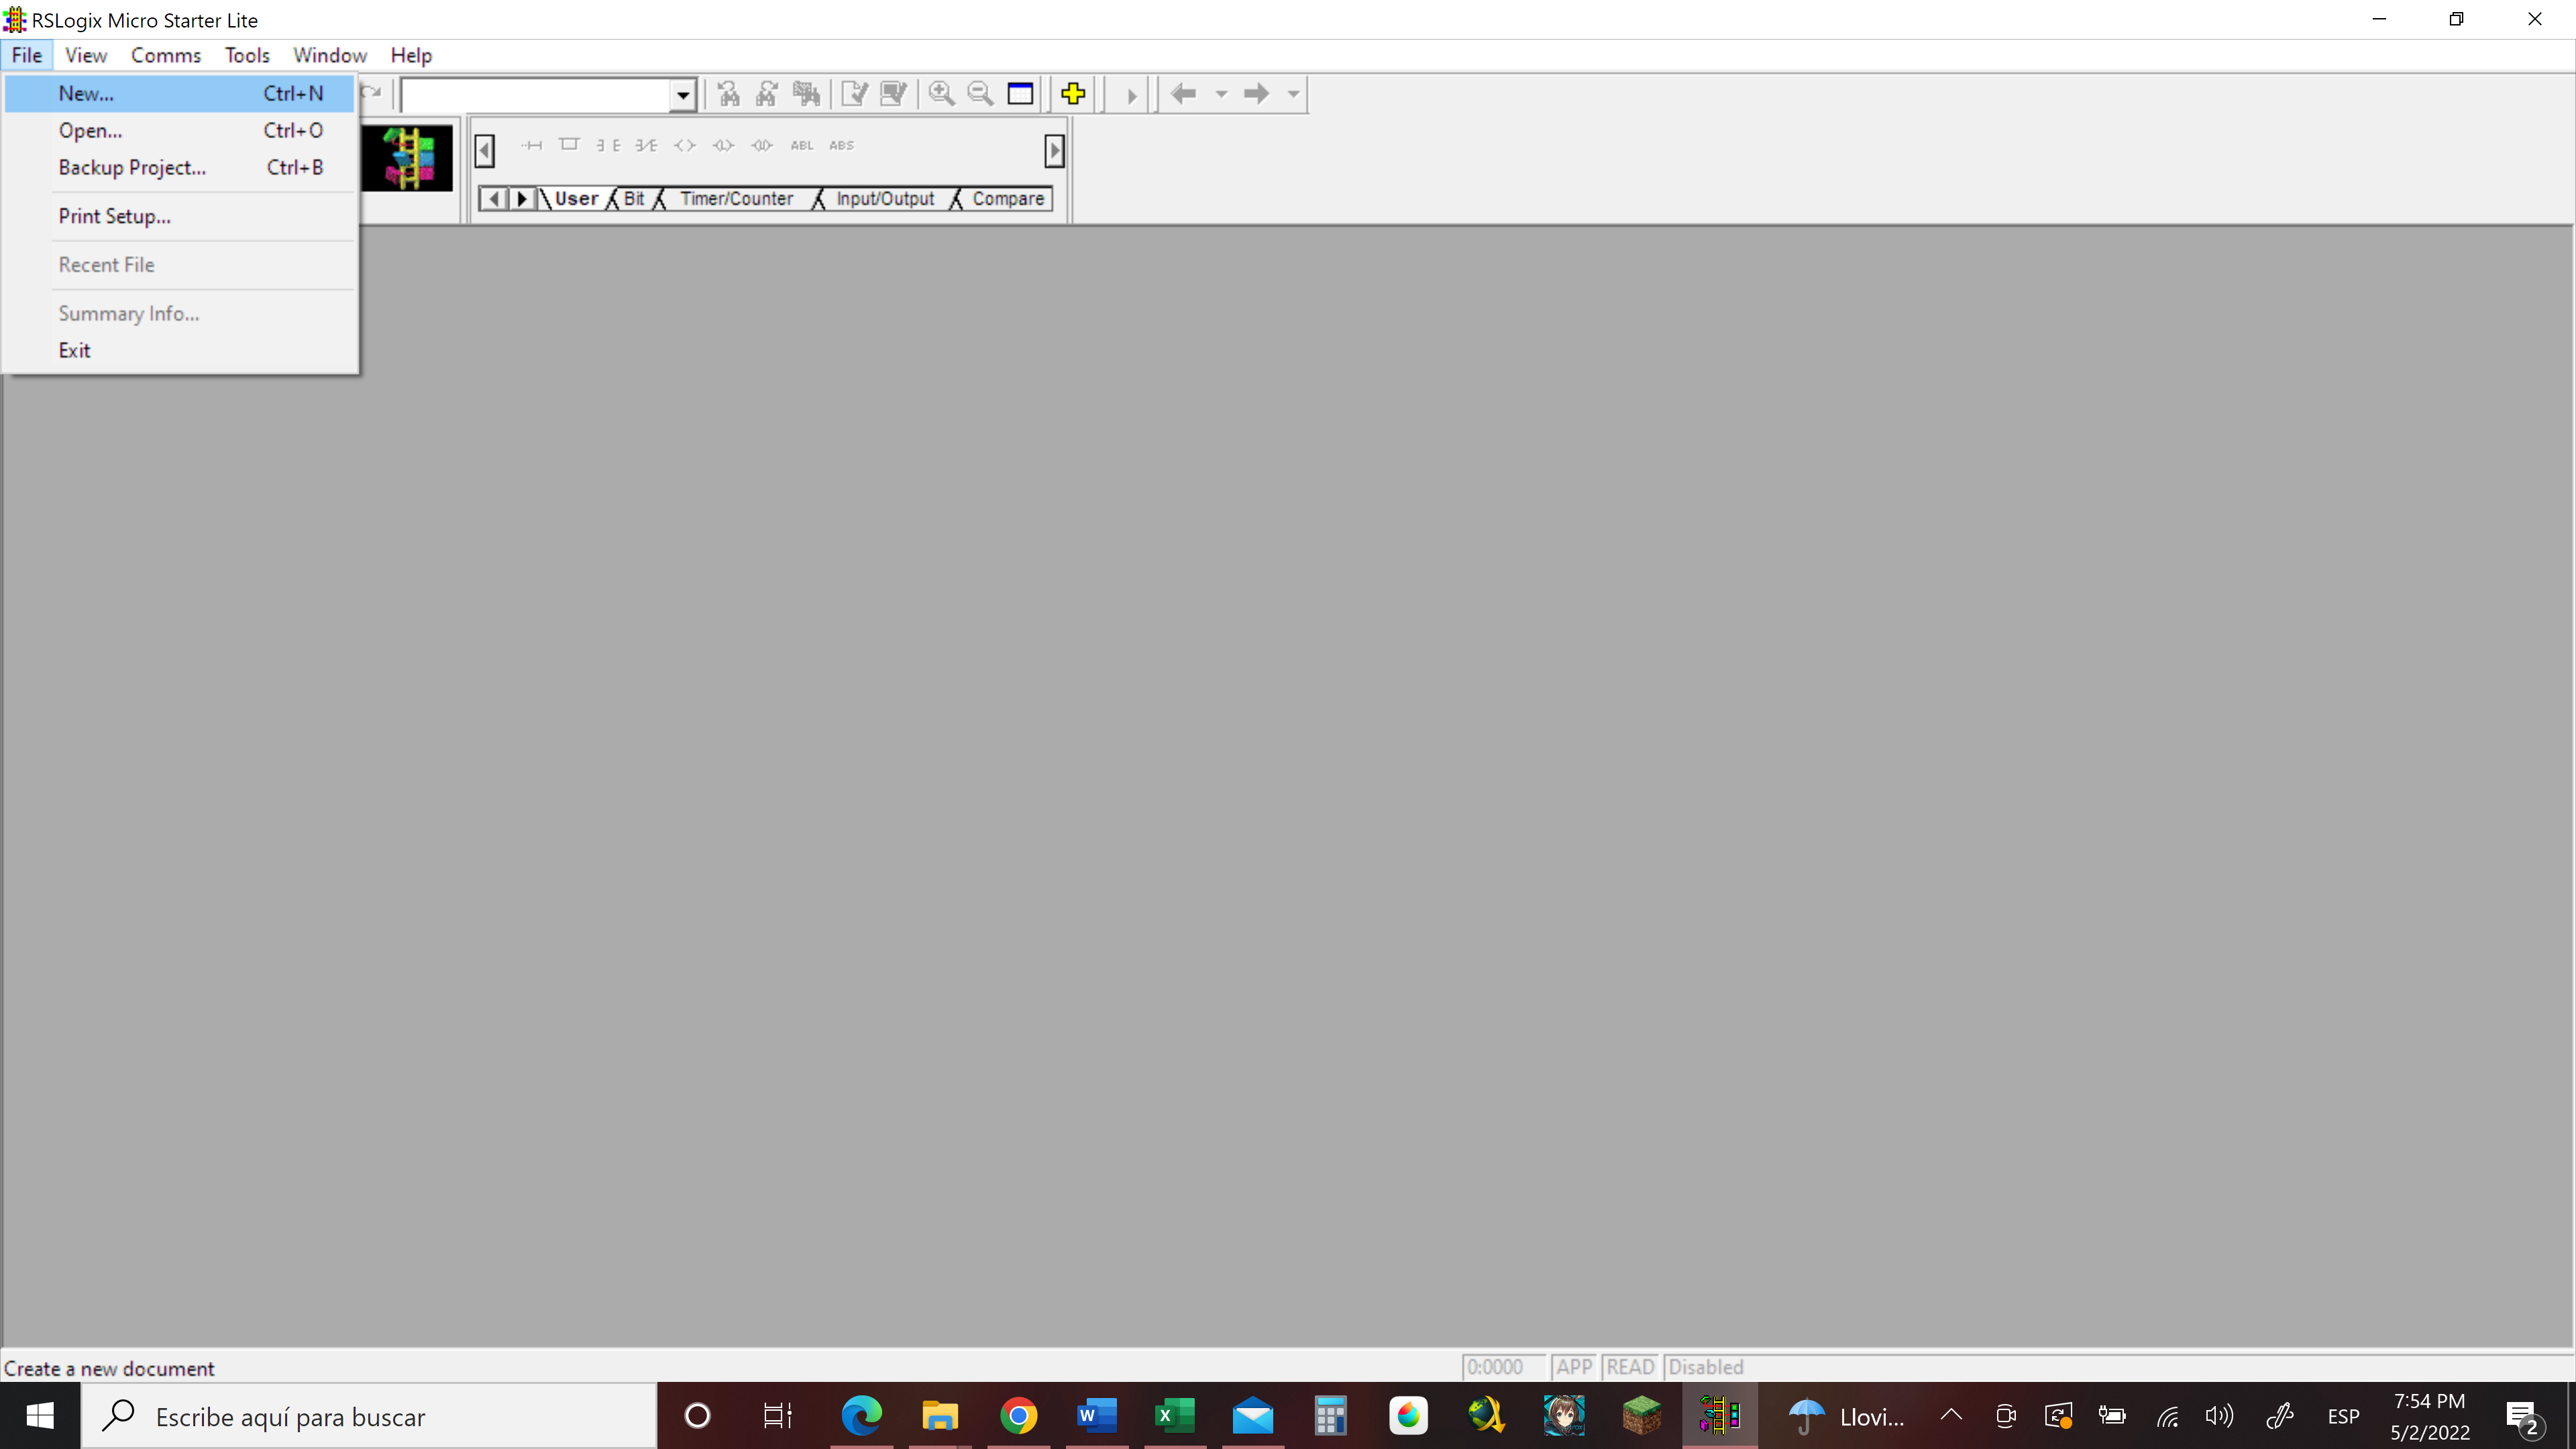 RSLogix Micro Starter Lite
File View Comms Tools Window Help
New... Ctrl+N
Open... Ctrl+O
Backup Project... Ctrl+B
Print Setup...
Recent File
Summary Info...
Exit
ABL ABS
User Bit Timer/Counter Input/Output Compare
Create a new document
0:0000 APP READ Disabled
Escribe aquí para buscar
Llovi...
ESP
7:54 PM
5/2/2022
2